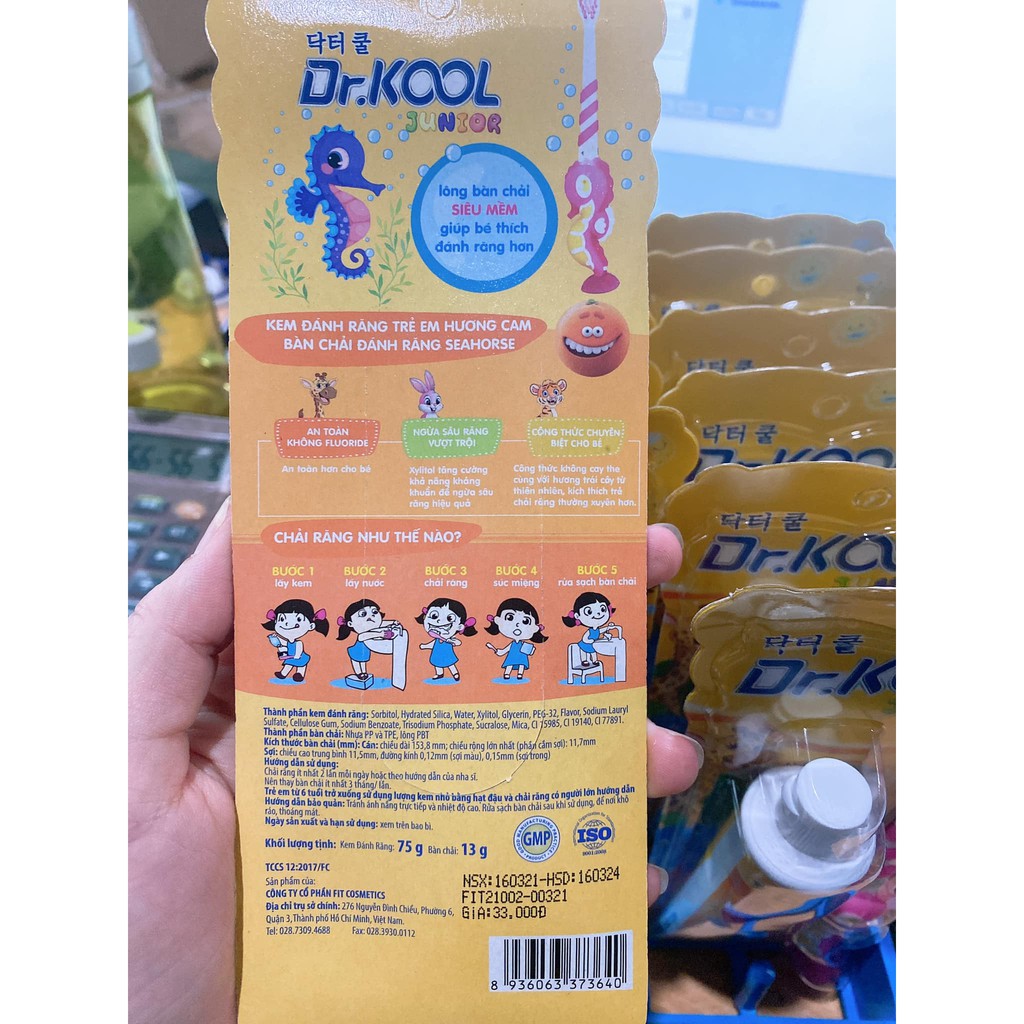 닥터 쿨
Dr.KOOL
JUNIOR
lông bàn chải
SIÊU MỀM
giúp bé thích
đánh răng hơn
KEM ĐÁNH RĂNG TRẺ EM HƯƠNG CAM
BÀN CHẢI ĐÁNH RĂNG SEAHORSE
AN TOÀN
KHÔNG FLUORIDE
An toàn hơn cho bé
NGỪA SÂU RĂNG
VƯỢT TRỘI
Xylitol tăng cường
khả năng kháng
khuẩn để ngừa sâu
răng hiệu quả
CÔNG THỨC CHUYÊN
BIỆT CHO BÉ
Công thức không cay the
cùng với hương trái cây từ
thiên nhiên, kích thích trẻ
chải răng thường xuyên hơn.
CHẢI RĂNG NHƯ THẾ NÀO?
BƯỚC 1
lấy kem
BƯỚC 2
lấy nước
BƯỚC 3
chải răng
BƯỚC 4
súc miệng
BƯỚC 5
rửa sạch bàn chải
Thành phần kem đánh răng: Sorbitol, Hydrated Silica, Water, Xylitol, Glycerin, PEG-32, Flavor, Sodium Lauryl
Sulfate, Cellulose Gum, Sodium Benzoate, Trisodium Phosphate, Sucralose, Mica, CI 15985, CI 19140, CI 77891.
Thành phần bàn chải: Nhựa PP và TPE, lông PBT
Kích thước bàn chải (mm): Cán: chiều dài 153,8 mm; chiều rộng lớn nhất (phần cắm sợi): 11,7mm
Sợi: chiều cao trung bình 11,5mm, đường kính 0,12mm (sợi màu), 0,15mm (sợi trong)
Hướng dẫn sử dụng:
Chải răng ít nhất 2 lần mỗi ngày hoặc theo hướng dẫn của nha sĩ.
Nên thay bàn chải ít nhất 3 tháng/ lần.
Trẻ em từ 6 tuổi trở xuống sử dụng lượng kem nhỏ bằng hạt đậu và chải răng có người lớn hướng dẫn
Hướng dẫn bảo quản: Tránh ánh nắng trực tiếp và nhiệt độ cao. Rửa sạch bàn chải sau khi sử dụng, để nơi khô
ráo, thoáng mát.
Ngày sản xuất và hạn sử dụng: xem trên bao bì.
Khối lượng tịnh: Kem Đánh Răng: 75 g Bàn chải: 13 g
GMP
ISO
9001:2008
TCCS 12:2017/FC
Sản phẩm của:
CÔNG TY CỔ PHẦN FIT COSMETICS
Địa chỉ trụ sở chính: 276 Nguyễn Đình Chiểu, Phường 6,
Quận 3, Thành phố Hồ Chí Minh, Việt Nam.
Tel: 028.7309.4688 Fax: 028.3930.0112
NSX:160321-HSD:160324
FIT21002-00321
GIA:33.000Đ
8 936063 373640
닥터 쿨
닥터 쿨
Dr.KOOL
닥터 쿨